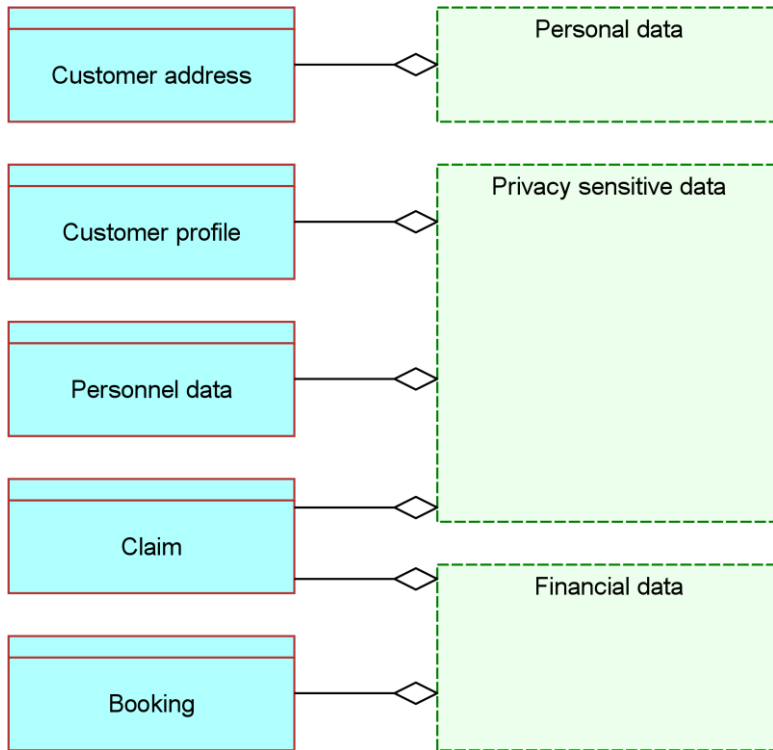 Customer address
Personal data
Customer profile
Privacy sensitive data
Personnel data
Claim
Financial data
Booking